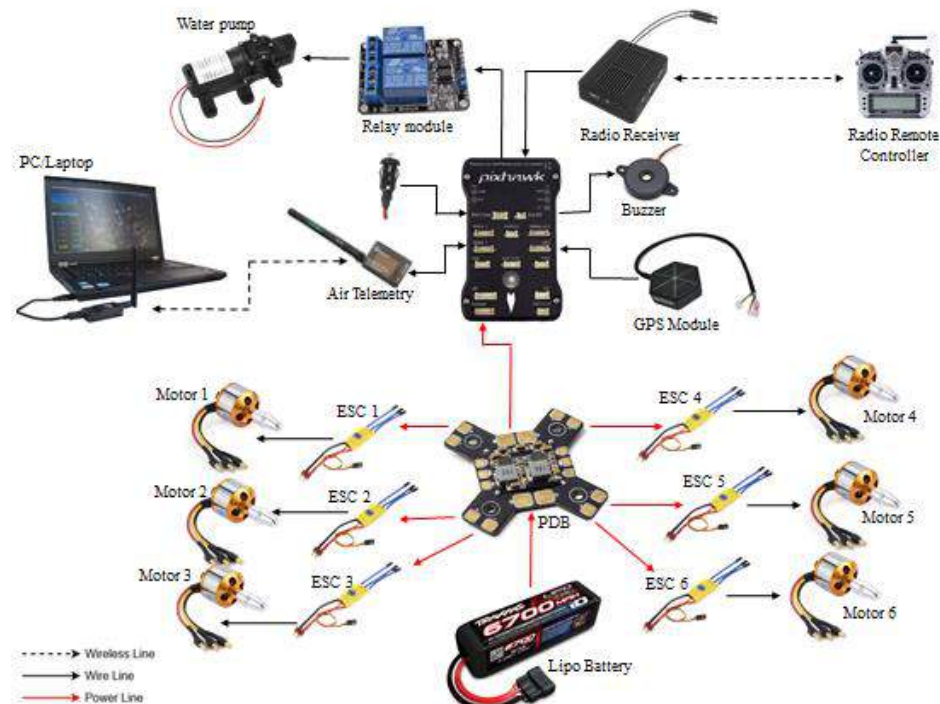 Water pump
Relay module
Radio Receiver
Radio Remote
Controller
PC/Laptop
pixhawk
Buzzer
Air Telemetry
GPS Module
Motor 1
ESC 1
ESC 4
Motor 4
Motor 2
ESC 2
ESC 5
Motor 5
PDB
Motor 3
ESC 3
ESC 6
Motor 6
TRAXXAS
6700
6700
Lipo Battery
Wireless Line
Wire Line
Power Line